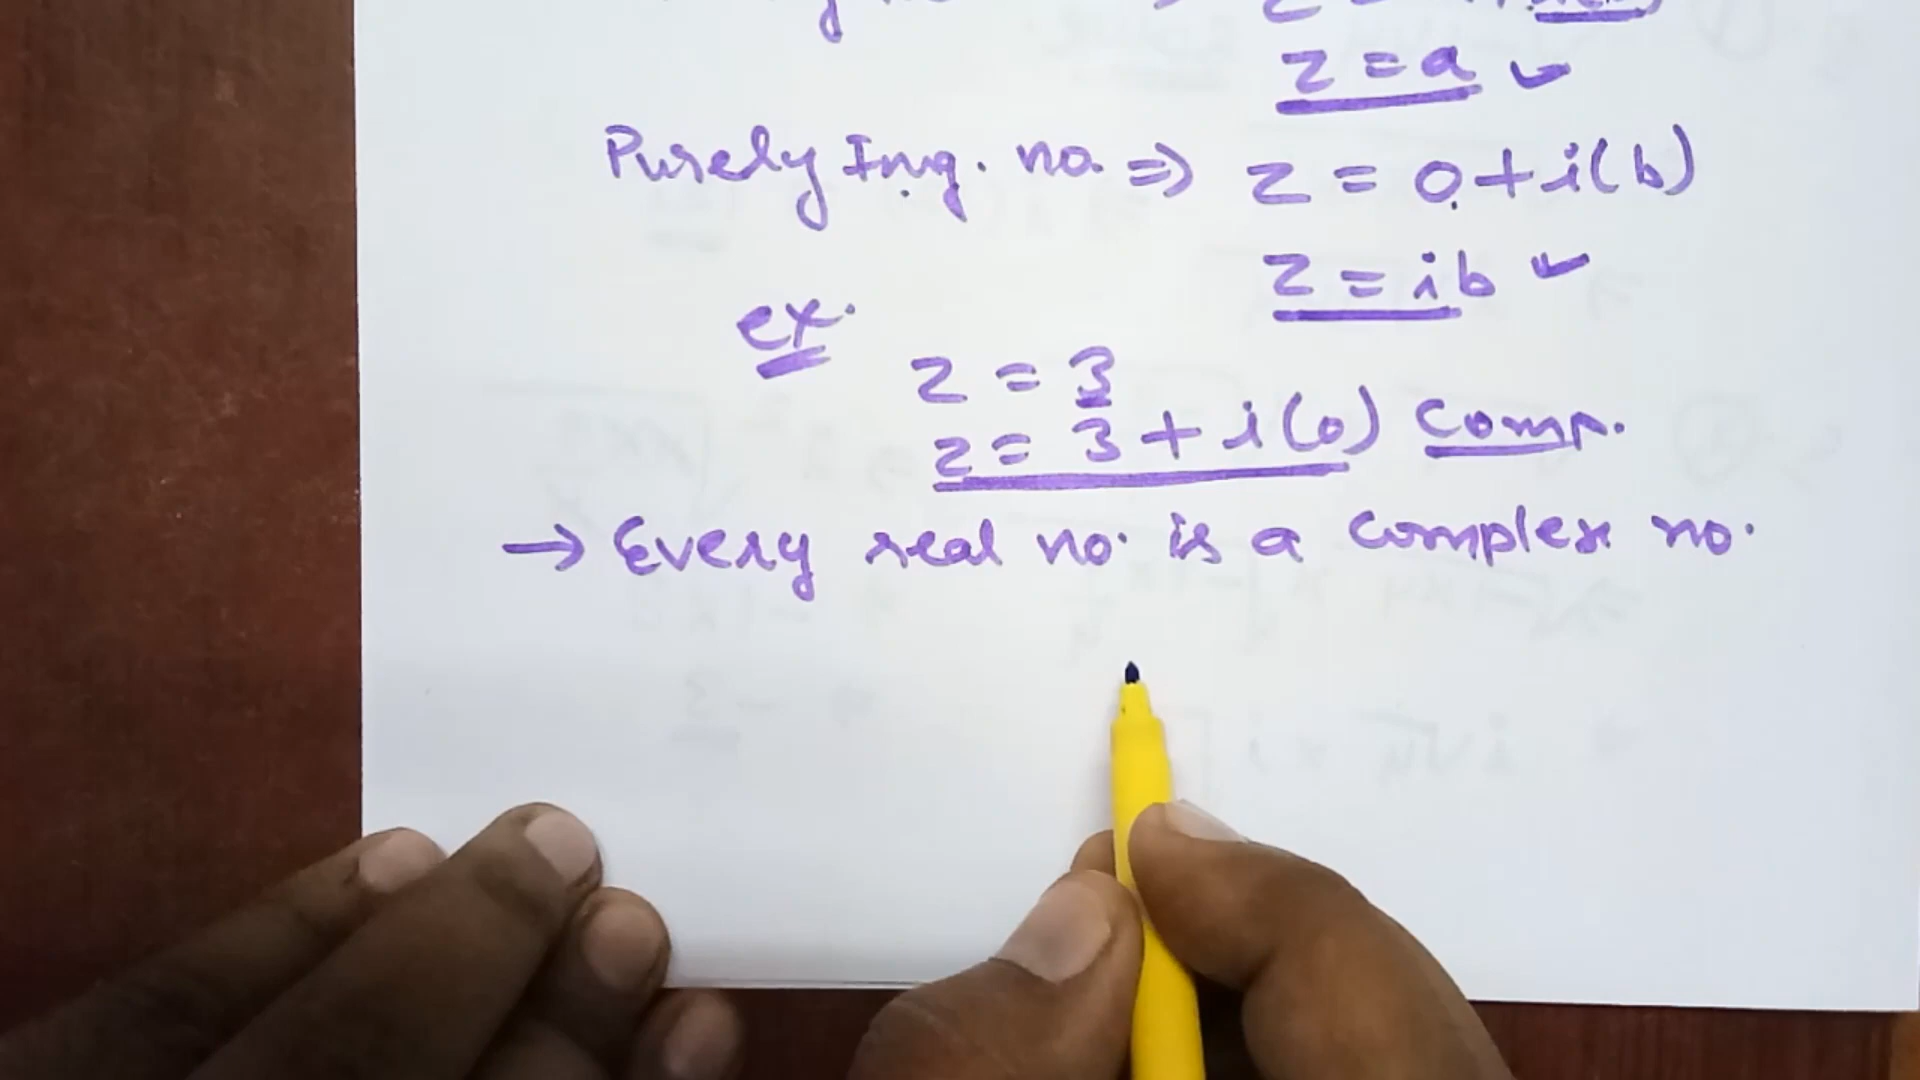 z = a ✓
Purely Img. no. ⇒ z = 0 + i(b)
z = ib ✓
ex.
z = 3
z = 3 + i(0) Comp.
→ Every real no. is a complex no.